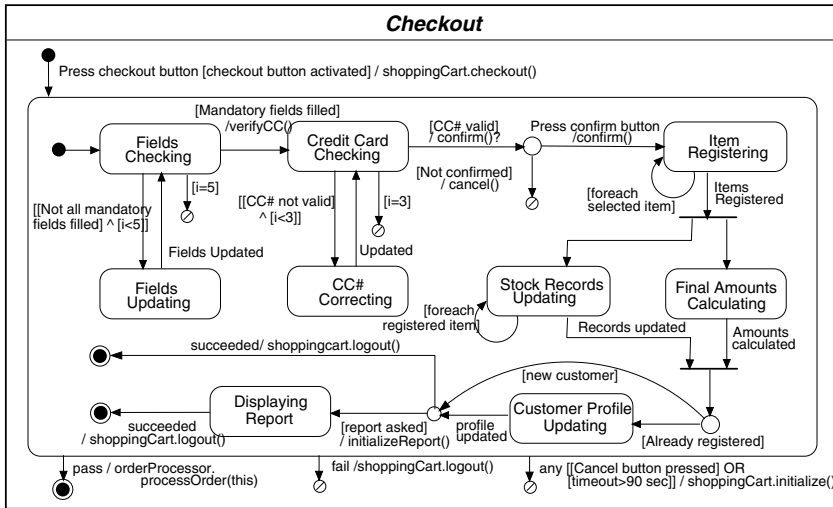 Checkout
Press checkout button [checkout button activated] / shoppingCart.checkout()
[Mandatory fields filled]
/verifyCC()
[CC# valid]
/ confirm()?
Press confirm button
/confirm()
Fields
Checking
Credit Card
Checking
Item
Registering
[Not confirmed]
/ cancel()
[i=5]
[i=3]
[[Not all mandatory
fields filled] ^ [i<5]]
[[CC# not valid]
^ [i<3]]
[foreach
selected item]
Items
Registered
Fields Updated
Updated
Fields
Updating
CC#
Correcting
Stock Records
Updating
Final Amounts
Calculating
[foreach
registered item]
Records updated
Amounts
calculated
succeeded/ shoppingcart.logout()
[new customer]
Displaying
Report
Customer Profile
Updating
succeeded
/ shoppingCart.logout()
[report asked]
/ initializeReport()
profile
updated
[Already registered]
pass / orderProcessor.
processOrder(this)
fail /shoppingCart.logout()
any [[Cancel button pressed] OR
[timeout>90 sec]] / shoppingCart.initialize()